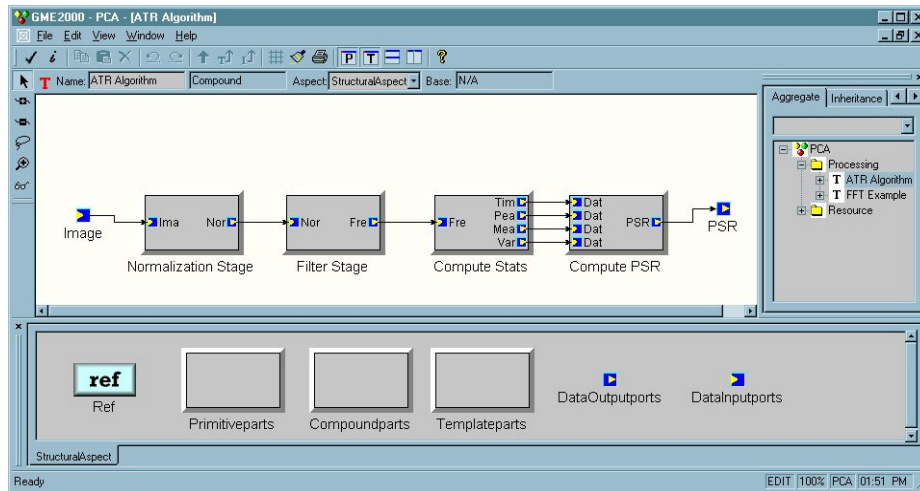 GME2000 - PCA - [ATR Algorithm]
File Edit View Window Help
P T
T Name: ATR Algorithm Compound Aspect: StructuralAspect Base: N/A
Aggregate Inheritance
PCA
Processing
T ATR Algorithm
T FFT Example
Resource
Image
Ima Nor
Normalization Stage
Nor Fre
Filter Stage
Fre Tim Pea Mea Var
Compute Stats
Dat Dat Dat Dat PSR
Compute PSR
PSR
ref
Ref
Primitiveparts
Compoundparts
Templateparts
DataOutputports
DataInputports
StructuralAspect
Ready
EDIT 100% PCA 01:51 PM